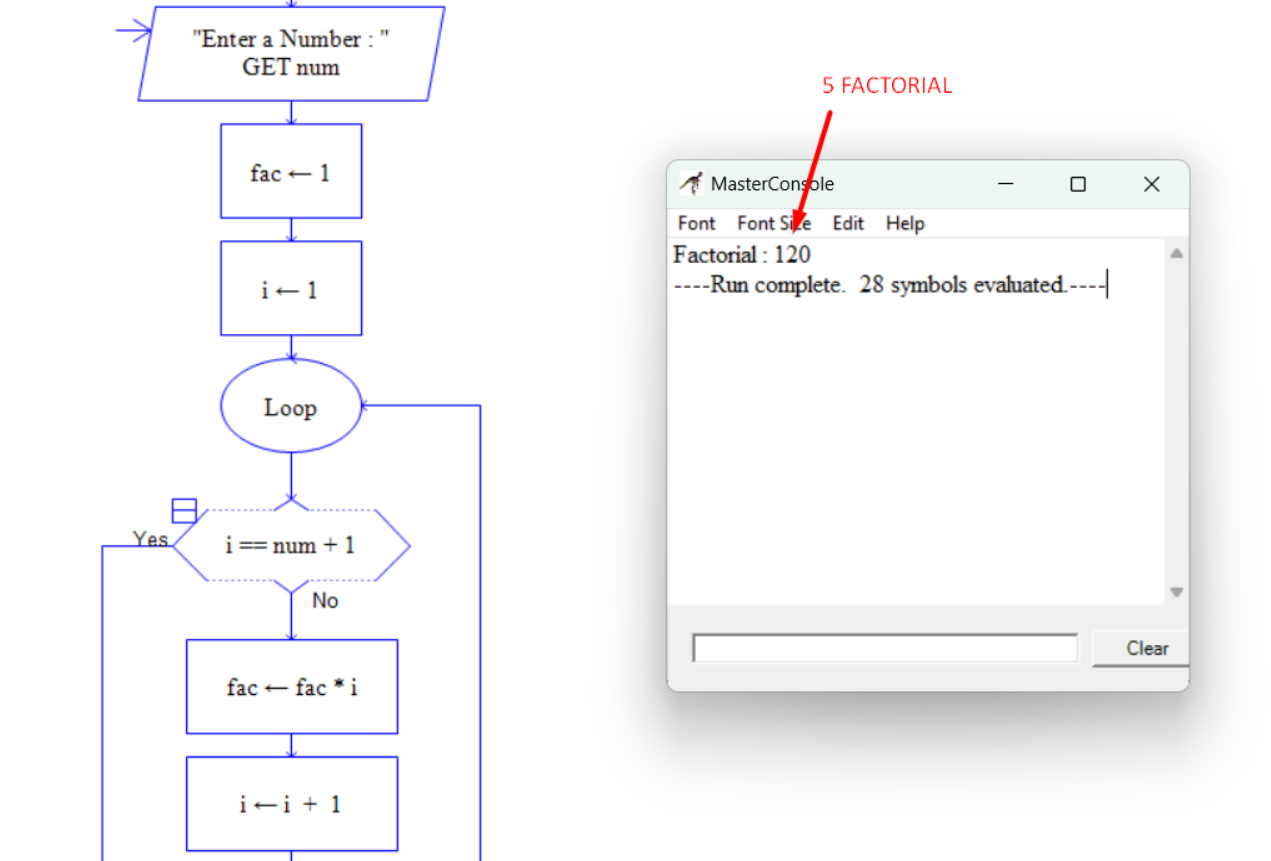 "Enter a Number : "
GET num
fac ← 1
i ← 1
Loop
Yes
i == num + 1
No
fac ← fac * i
i ← i + 1
5 FACTORIAL
MasterConsole
Font Font Size Edit Help
Factorial : 120
----Run complete. 28 symbols evaluated.----
Clear